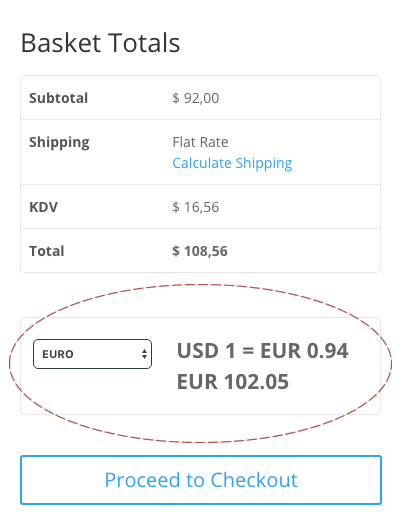 Basket Totals
Subtotal $ 92,00
Shipping Flat Rate
Calculate Shipping
KDV $ 16,56
Total $ 108,56
EURO USD 1 = EUR 0.94
EUR 102.05
Proceed to Checkout